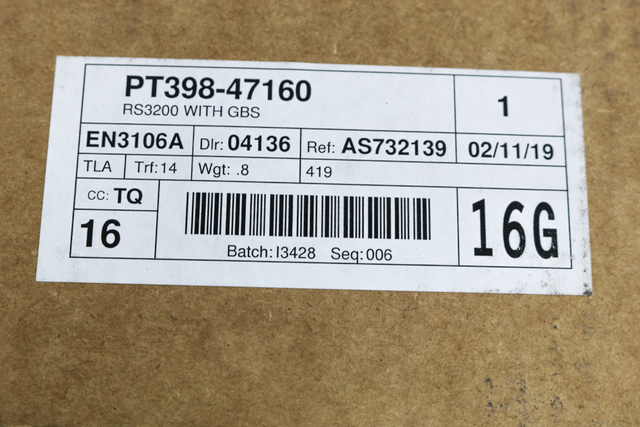 PT398-47160
RS3200 WITH GBS
1
EN3106A Dlr: 04136 Ref: AS732139 02/11/19
TLA Trf: 14 Wgt: .8 419
CC: TQ
16
Batch: I3428 Seq: 006
16G